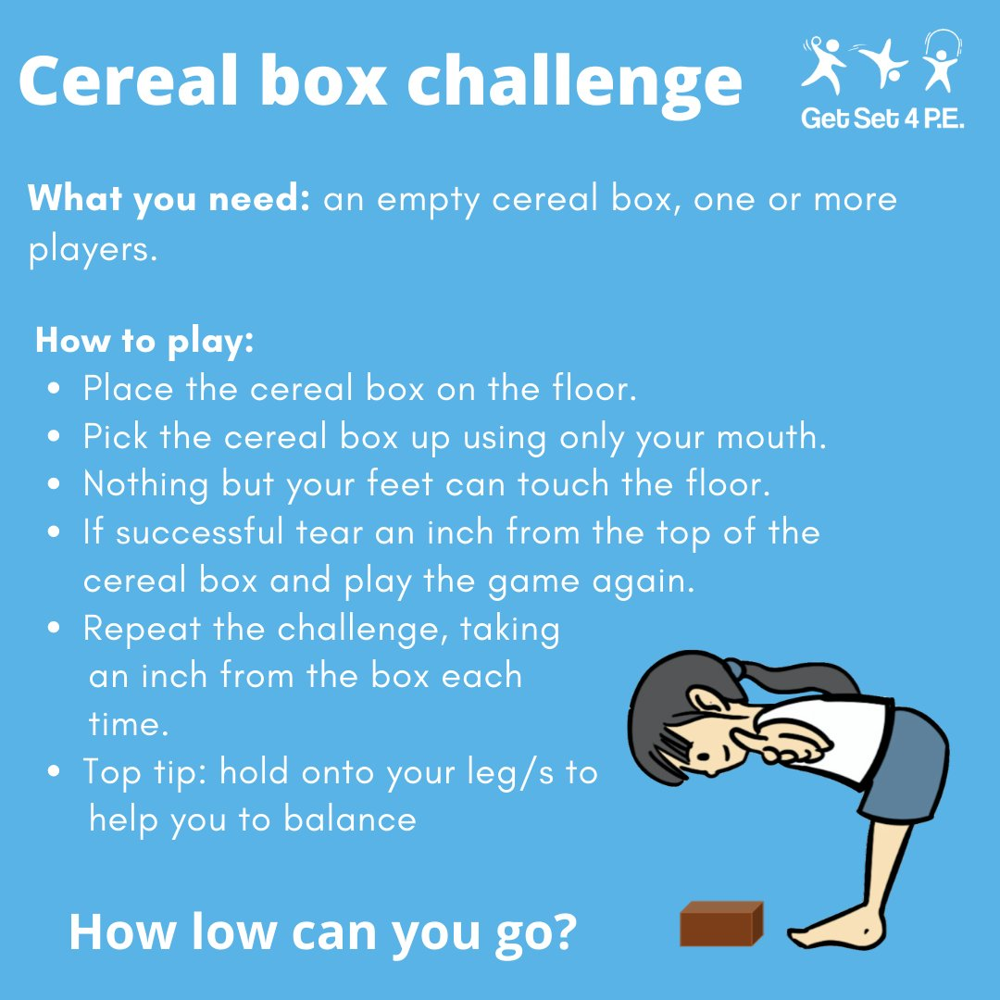 Cereal box challenge
Get Set 4 P.E.
What you need: an empty cereal box, one or more
players.
How to play:
• Place the cereal box on the floor.
• Pick the cereal box up using only your mouth.
• Nothing but your feet can touch the floor.
• If successful tear an inch from the top of the
cereal box and play the game again.
• Repeat the challenge, taking
an inch from the box each
time.
• Top tip: hold onto your leg/s to
help you to balance
How low can you go?